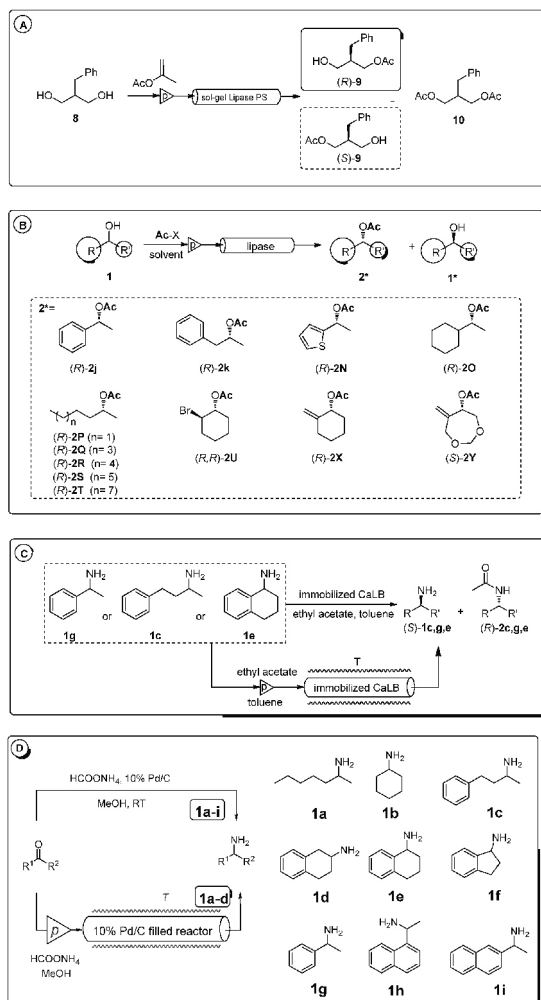 A
Ph
HO OH
8
AcO
p
sol-gel Lipase PS
Ph
HO OAc
(R)-9
Ph
AcO OH
(S)-9
Ph
AcO OAc
10
B
OH
R R'
1
Ac-X
solvent
p
lipase
OAc
R R'
2*
+
OH
R R'
1*
2*=
OAc
(R)-2j
OAc
(R)-2k
OAc
S
(R)-2N
OAc
(R)-2O
OAc
n
(R)-2P (n= 1)
(R)-2Q (n= 3)
(R)-2R (n= 4)
(R)-2S (n= 5)
(R)-2T (n= 7)
OAc
Br
(R,R)-2U
OAc
(R)-2X
OAc
O
O
(S)-2Y
C
NH2
1g
or
NH2
1c
or
NH2
1e
immobilized CaLB
ethyl acetate, toluene
NH2
R R'
(S)-1c,g,e
+
O
HN
R R'
(R)-2c,g,e
ethyl acetate
p
toluene
T
immobilized CaLB
D
HCOONH4, 10% Pd/C
MeOH, RT
1a-i
O
R1 R2
NH2
R1 R2
T
1a-d
p
10% Pd/C filled reactor
HCOONH4
MeOH
NH2
1a
NH2
1b
NH2
1c
NH2
1d
NH2
1e
NH2
1f
NH2
1g
H2N
1h
NH2
1i